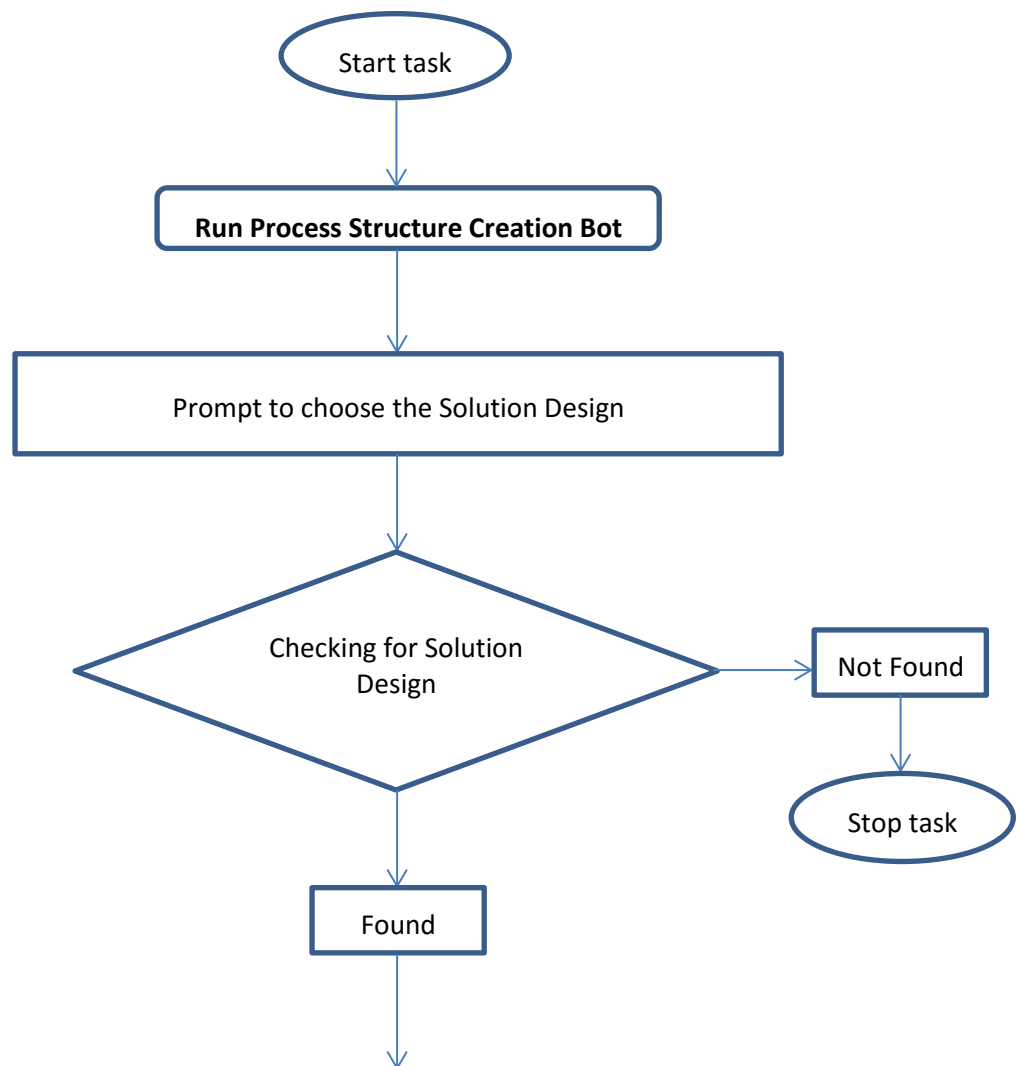 Start task
Run Process Structure Creation Bot
Prompt to choose the Solution Design
Checking for Solution
Design
Not Found
Stop task
Found